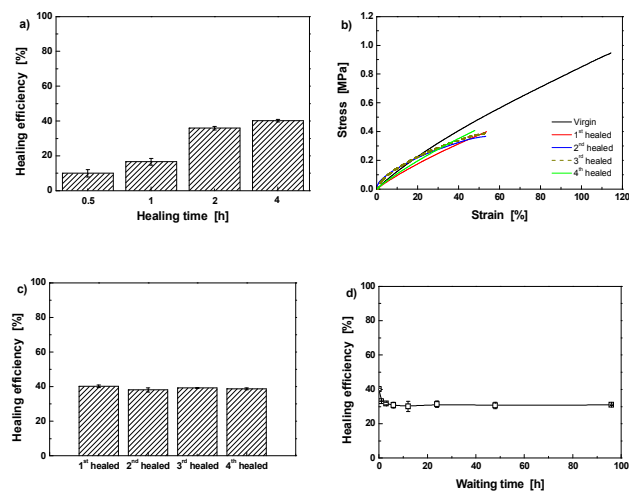 a)
Healing efficiency [%]
100
80
60
40
20
0
0.5
1
2
4
Healing time [h]
b)
Stress [MPa]
1.2
1.0
0.8
0.6
0.4
0.2
0.0
Virgin
1st healed
2nd healed
3rd healed
4th healed
0
20
40
60
80
100
120
Strain [%]
c)
Healing efficiency [%]
100
80
60
40
20
0
1st healed
2nd healed
3rd healed
4th healed
d)
Healing efficiency [%]
100
80
60
40
20
0
0
20
40
60
80
100
Waiting time [h]